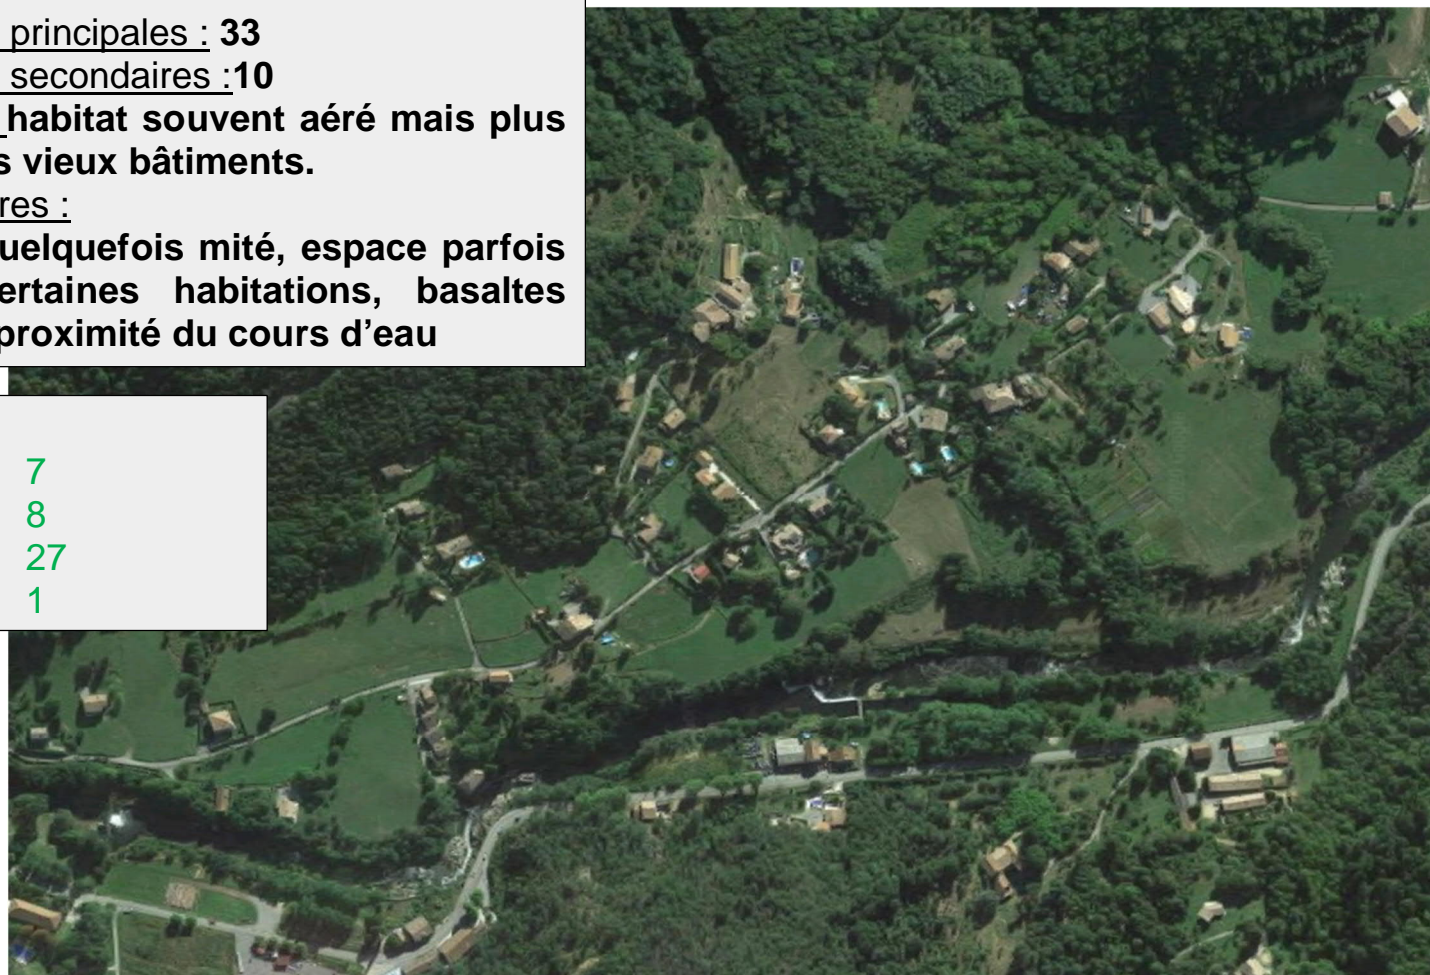 principales : 33
secondaires :10
habitat souvent aéré mais plus
s vieux bâtiments.
res :
uelquefois mité, espace parfois
ertaines habitations, basaltes
proximité du cours d'eau
7
8
27
1